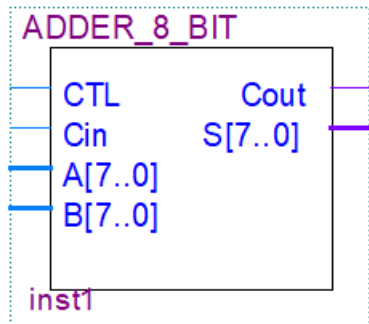 ADDER_8_BIT
CTL Cout
Cin S[7..0]
A[7..0]
B[7..0]
inst1